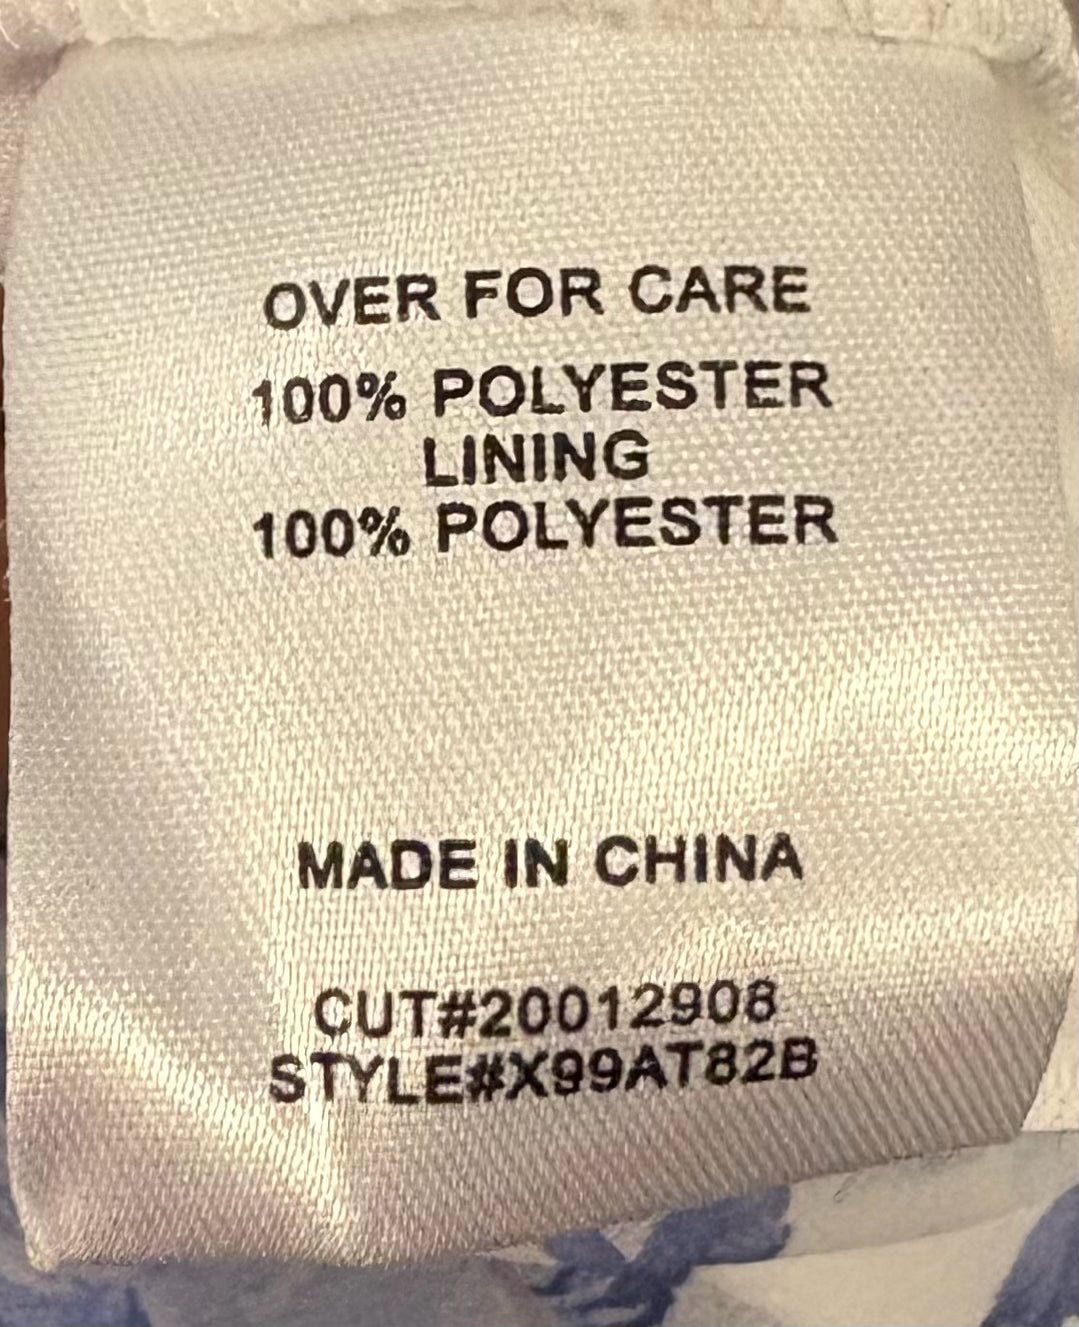 OVER FOR CARE
100% POLYESTER
LINING
100% POLYESTER
MADE IN CHINA
CUT#20012908
STYLE#X99AT82B